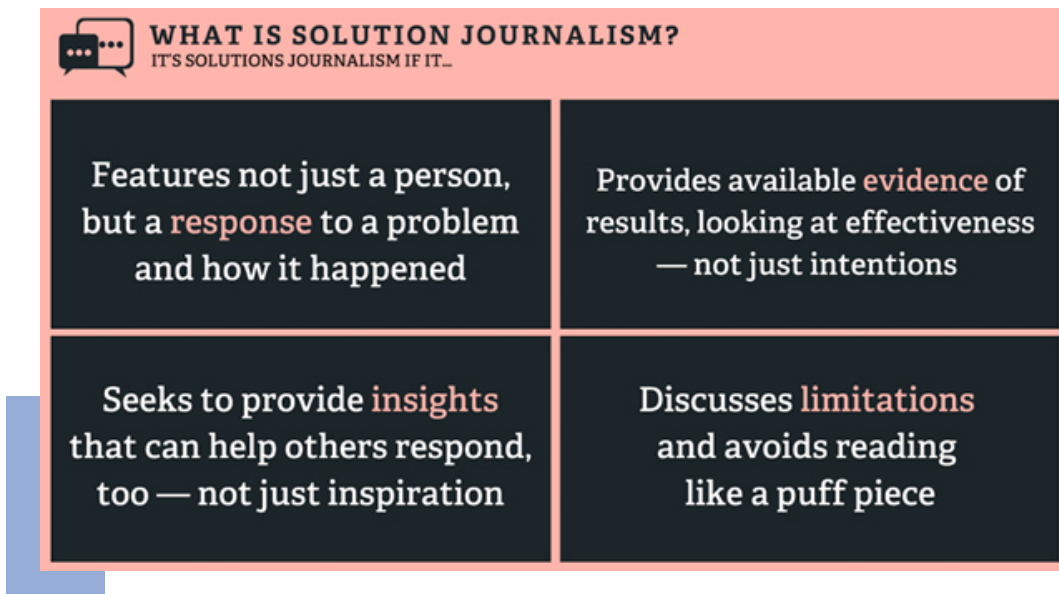 WHAT IS SOLUTION JOURNALISM?
IT'S SOLUTIONS JOURNALISM IF IT...
Features not just a person,
but a response to a problem
and how it happened
Provides available evidence of
results, looking at effectiveness
— not just intentions
Seeks to provide insights
that can help others respond,
too — not just inspiration
Discusses limitations
and avoids reading
like a puff piece